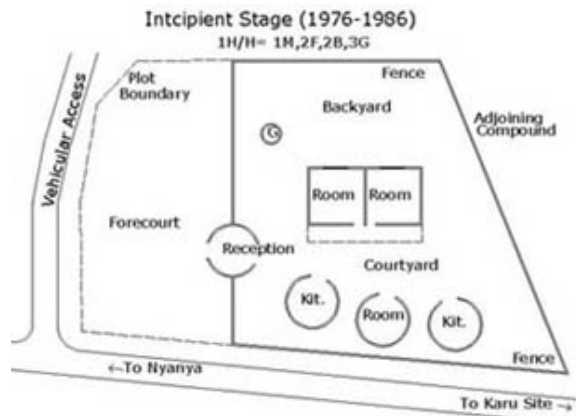 Intcipient Stage (1976-1986)
1H/H= 1M,2F,2B,3G
Plot
Boundary
Fence
Backyard
Adjoining
Compound
Vehicular Access
G
Room Room
Forecourt
Reception
Courtyard
Kit.
Room
Kit.
Fence
←To Nyanya
To Karu Site →